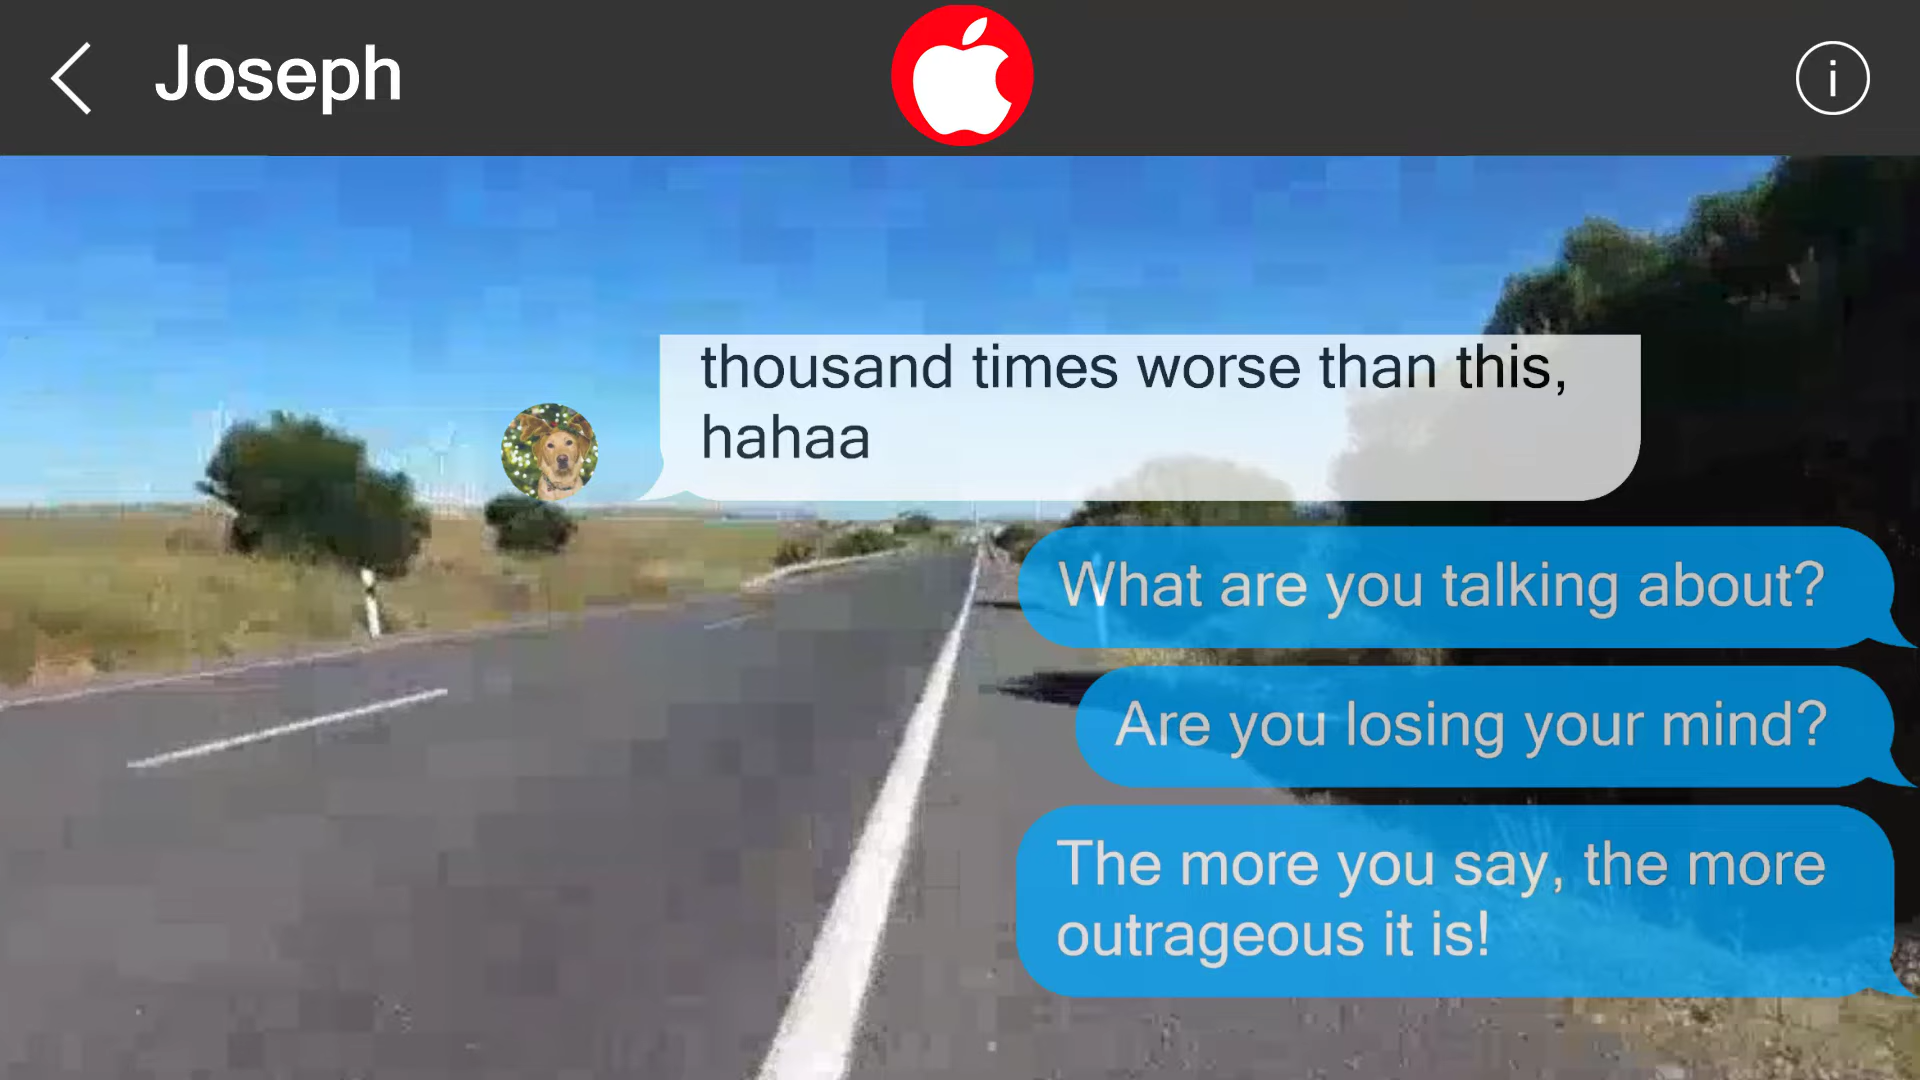 Joseph
thousand times worse than this,
hahaa
What are you talking about?
Are you losing your mind?
The more you say, the more
outrageous it is!